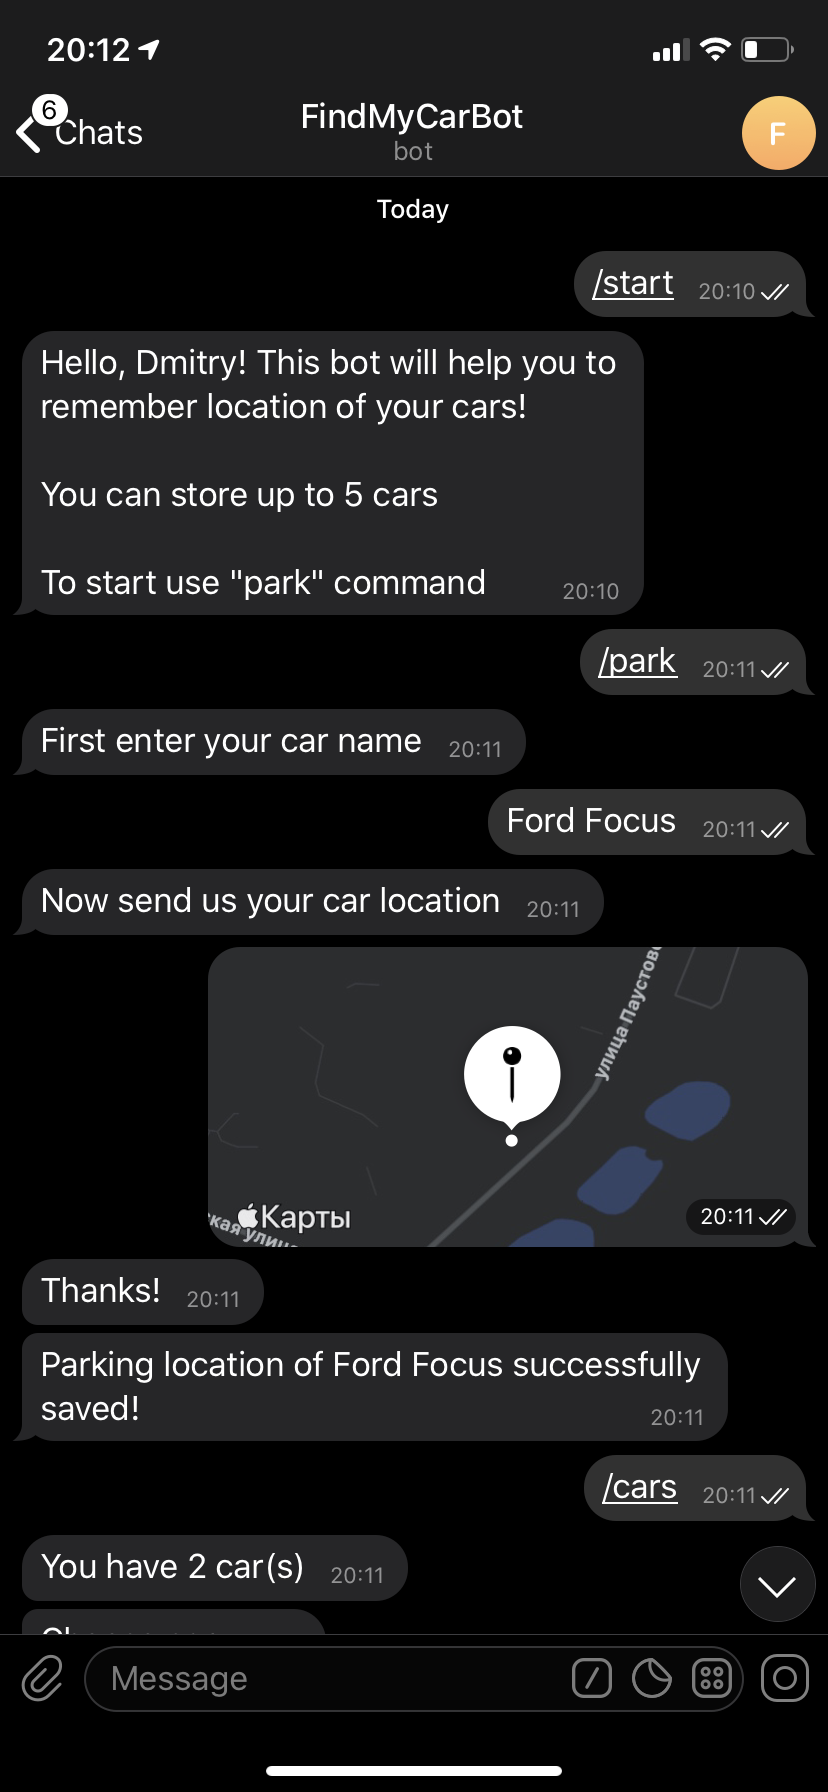 20:12
6
Chats
FindMyCarBot
bot
F
Today
/start 20:10
Hello, Dmitry! This bot will help you to
remember location of your cars!
You can store up to 5 cars
To start use "park" command 20:10
/park 20:11
First enter your car name 20:11
Ford Focus 20:11
Now send us your car location 20:11
улица Паустовс
Карты
кая улица
20:11
Thanks! 20:11
Parking location of Ford Focus successfully
saved! 20:11
/cars 20:11
You have 2 car(s) 20:11
Message